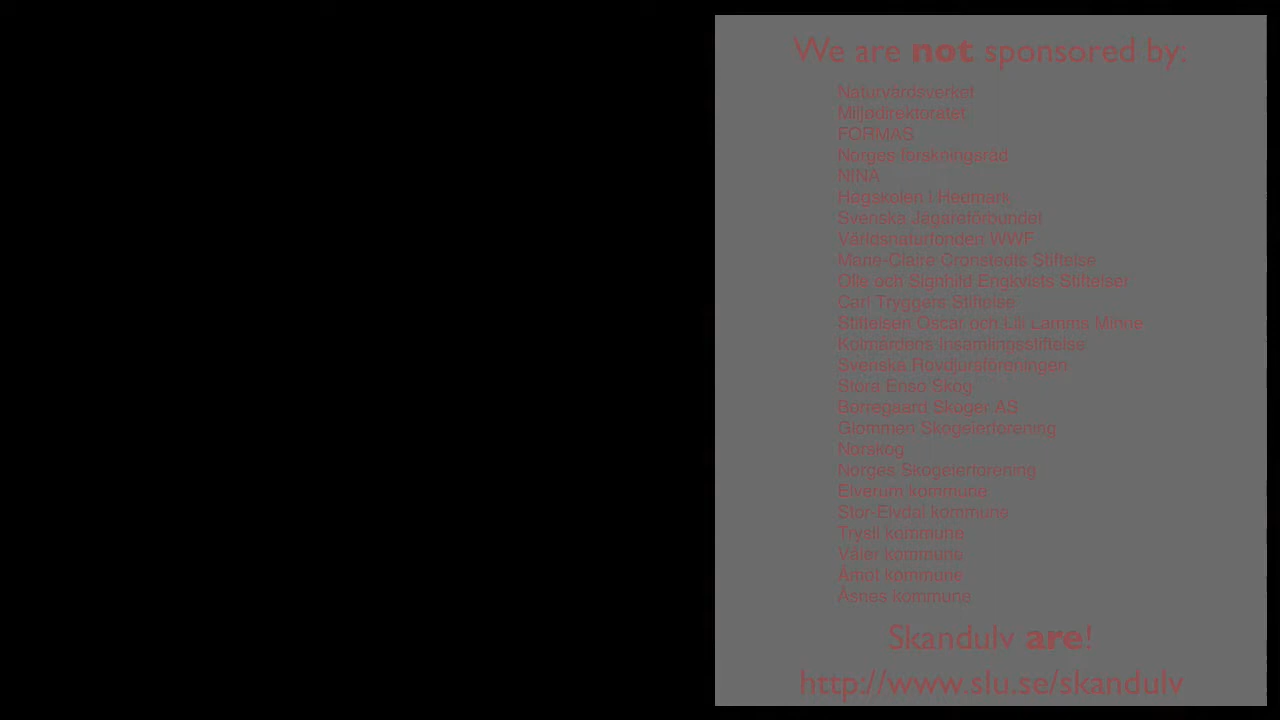 We are not sponsored by:
Naturvårdsverket
Miljødirektoratet
FORMAS
Norges forskningsråd
NINA
Høgskolen i Hedmark
Svenska Jägareförbundet
Världsnaturfonden WWF
Marie-Claire Cronstedts Stiftelse
Olle och Signhild Engkvists Stiftelser
Carl Tryggers Stiftelse
Stiftelsen Oscar och Lili Lamms Minne
Kolmårdens Insamlingsstiftelse
Svenska Rovdjursföreningen
Stora Enso Skog
Borregaard Skoger AS
Glommen Skogeierforening
Norskog
Norges Skogeierforening
Elverum kommune
Stor-Elvdal kommune
Trysil kommune
Våler kommune
Åmot kommune
Åsnes kommune
Skandulv are!
http://www.slu.se/skandulv